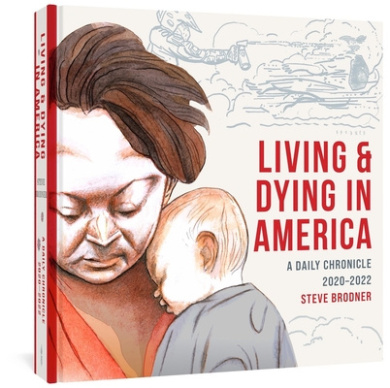 LIVING &
DYING IN
AMERICA
A DAILY CHRONICLE
2020-2022
STEVE BRODNER
LIVING & DYING
IN AMERICA
A DAILY CHRONICLE
2020-2022